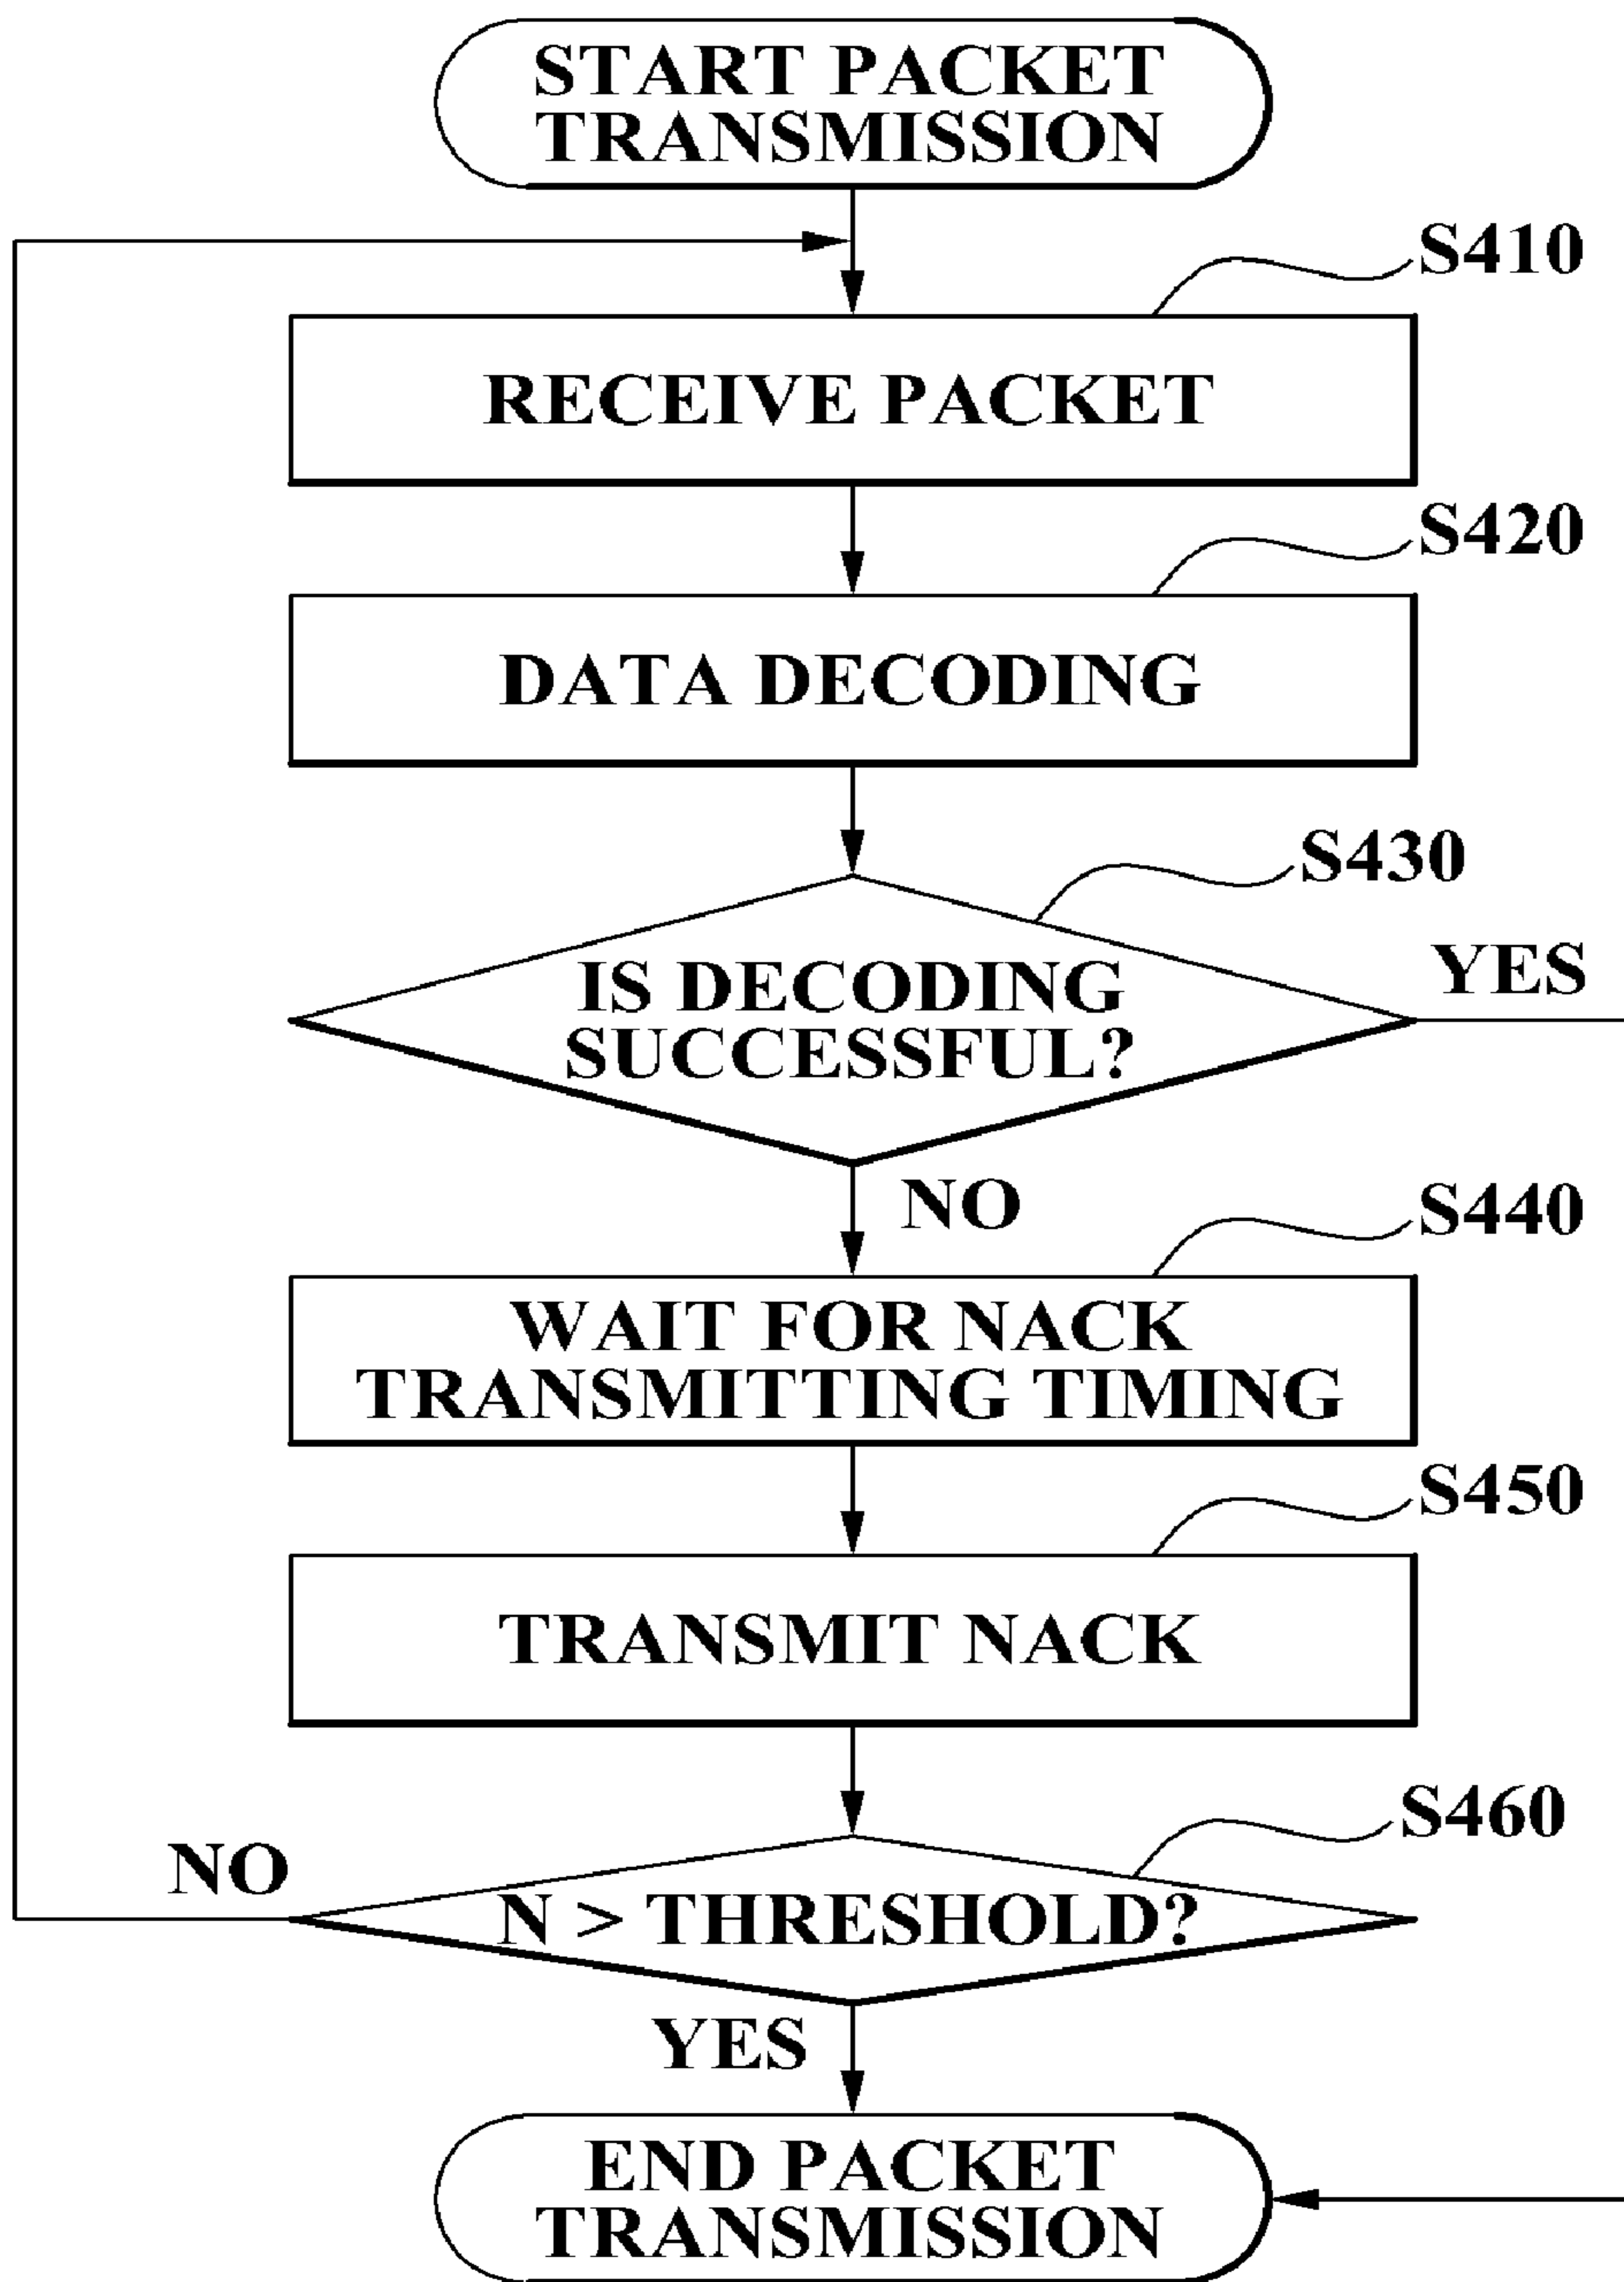 START PACKET
TRANSMISSION
S410
RECEIVE PACKET
S420
DATA DECODING
S430
IS DECODING
SUCCESSFUL?
YES
NO
S440
WAIT FOR NACK
TRANSMITTING TIMING
S450
TRANSMIT NACK
S460
NO
N > THRESHOLD?
YES
END PACKET
TRANSMISSION